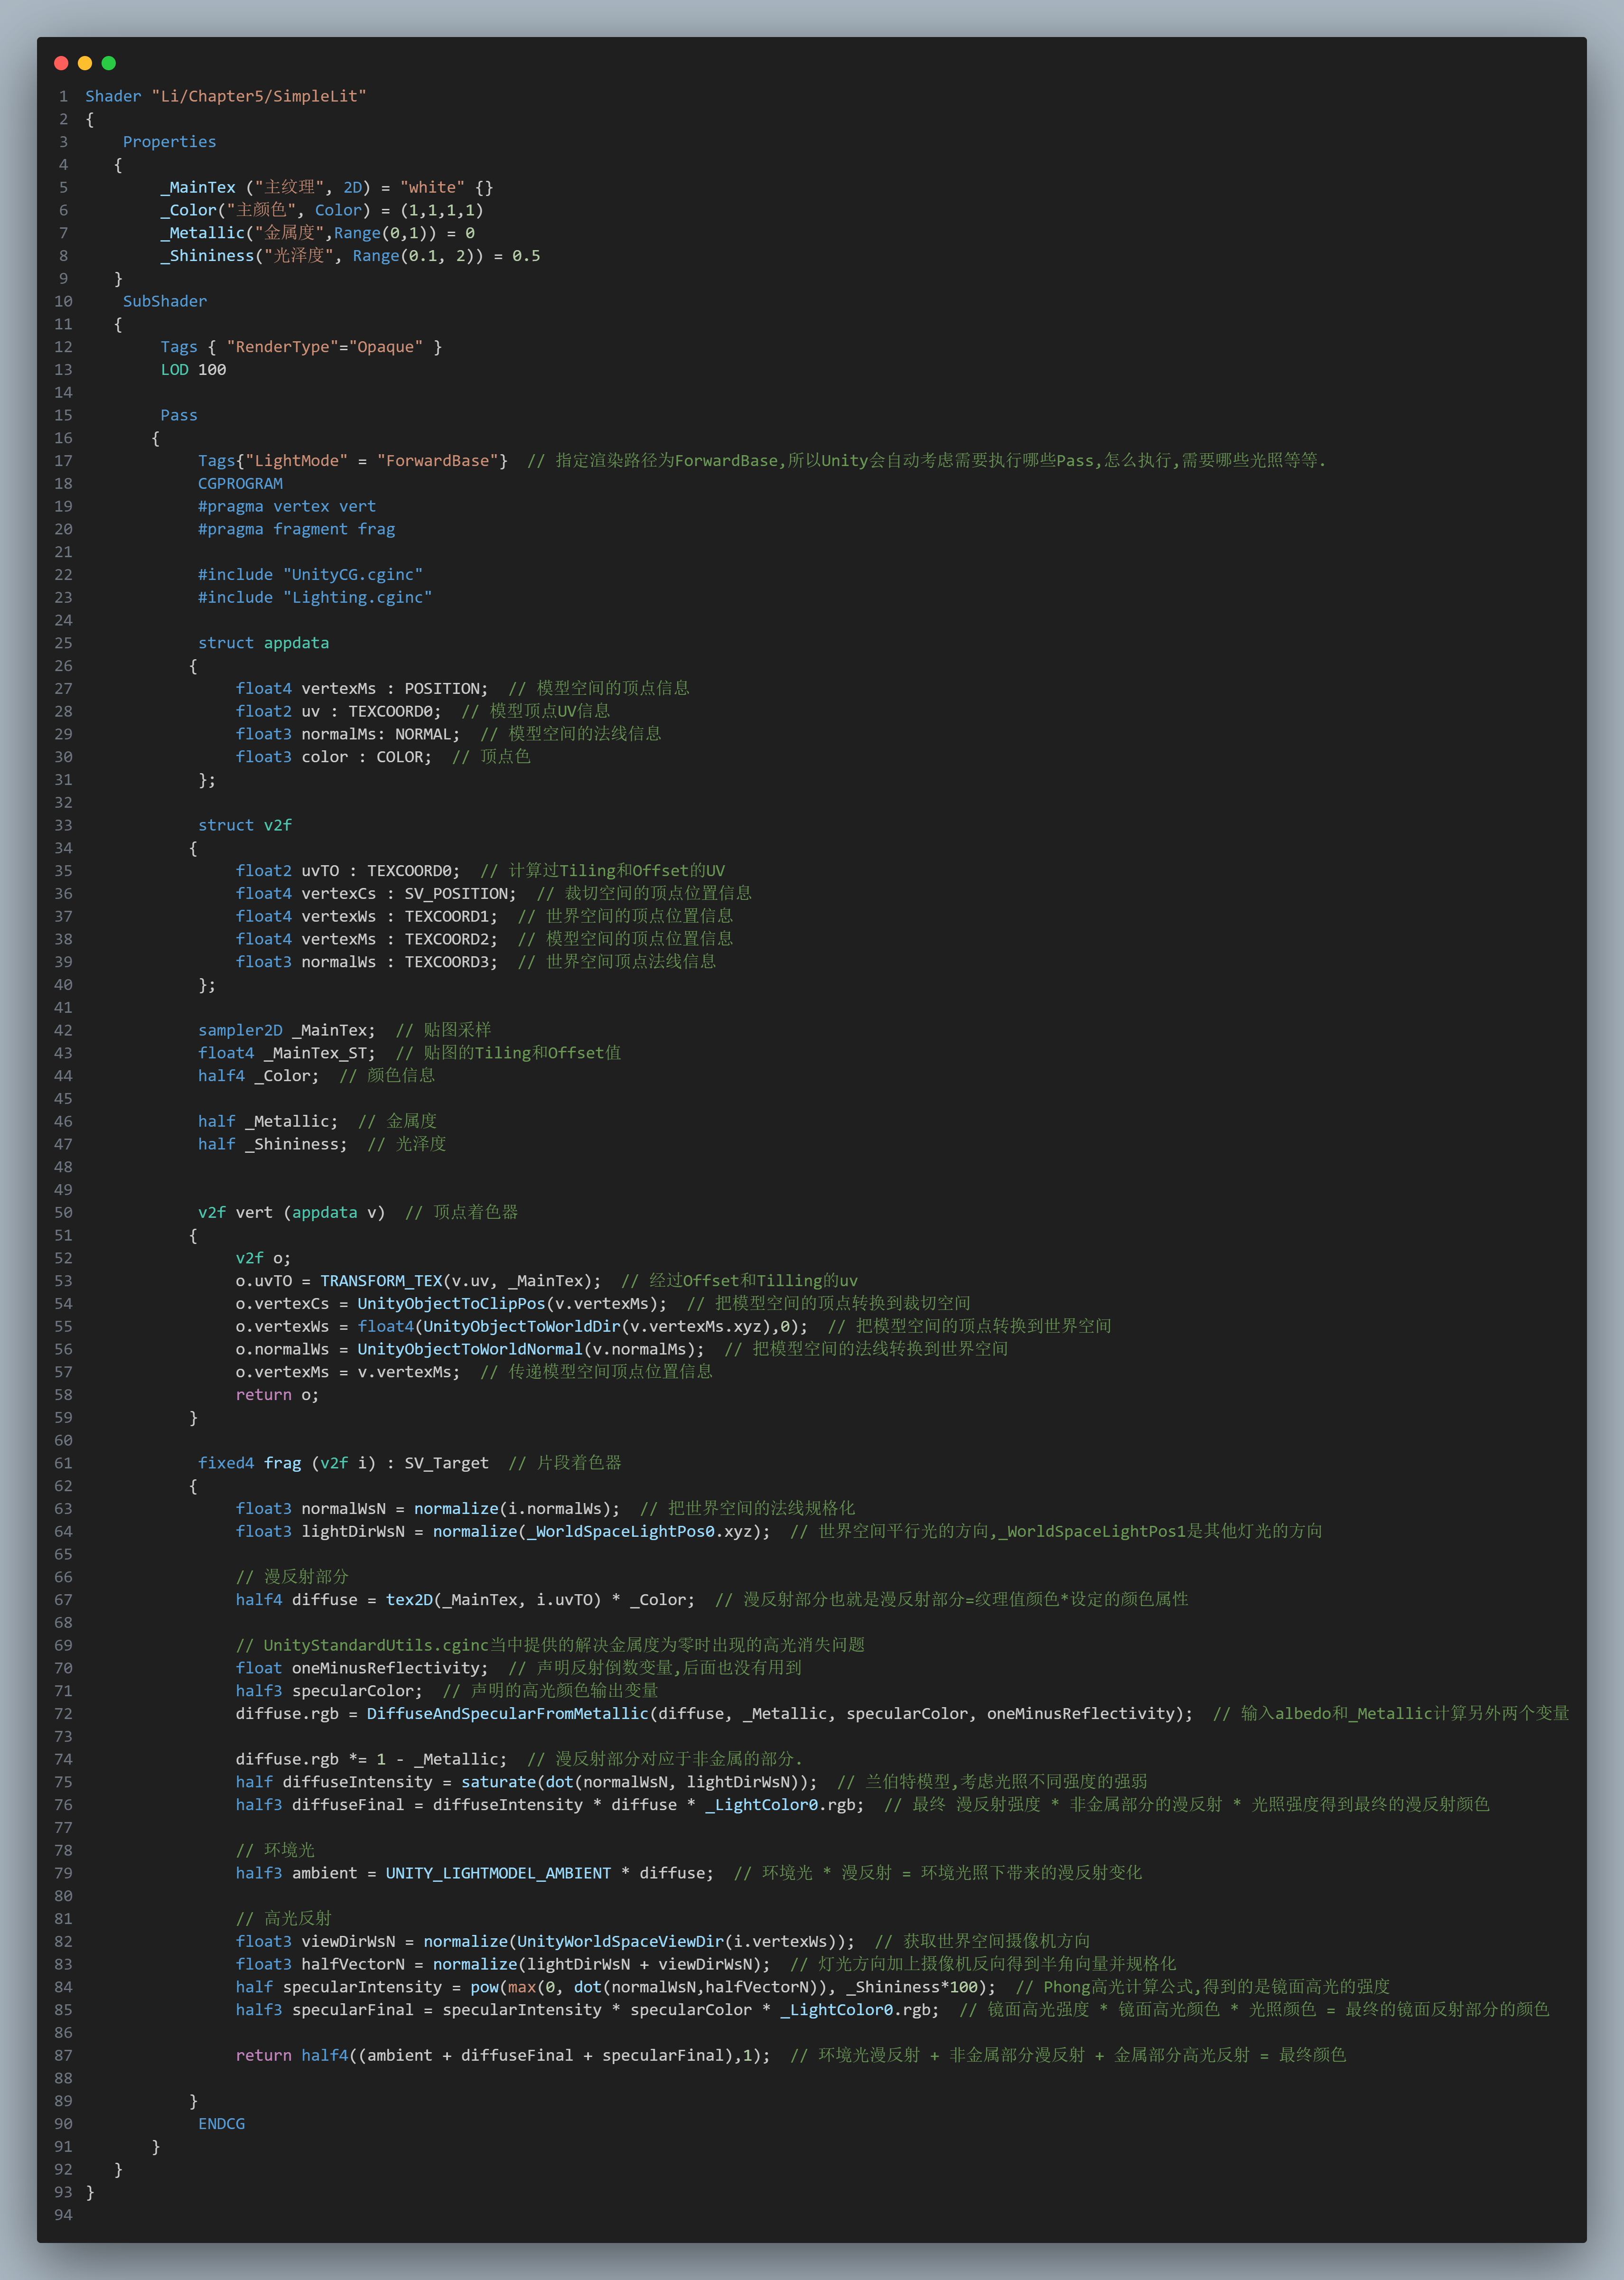 1 Shader "Li/Chapter5/SimpleLit"
2 {
3     Properties
4    {
5         _MainTex ("主纹理", 2D) = "white" {}
6         _Color("主颜色", Color) = (1,1,1,1)
7         _Metallic("金属度",Range(0,1)) = 0
8         _Shininess("光泽度", Range(0.1, 2)) = 0.5
9    }
10     SubShader
11    {
12         Tags { "RenderType"="Opaque" }
13         LOD 100
14
15         Pass
16        {
17             Tags{"LightMode" = "ForwardBase"}  // 指定渲染路径为ForwardBase,所以Unity会自动考虑需要执行哪些Pass,怎么执行,需要哪些光照等等.
18             CGPROGRAM
19             #pragma vertex vert
20             #pragma fragment frag
21
22             #include "UnityCG.cginc"
23             #include "Lighting.cginc"
24
25             struct appdata
26            {
27                 float4 vertexMs : POSITION;  // 模型空间的顶点信息
28                 float2 uv : TEXCOORD0;  // 模型顶点UV信息
29                 float3 normalMs: NORMAL;  // 模型空间的法线信息
30                 float3 color : COLOR;  // 顶点色
31             };
32
33             struct v2f
34            {
35                 float2 uvTO : TEXCOORD0;  // 计算过Tiling和Offset的UV
36                 float4 vertexCs : SV_POSITION;  // 裁切空间的顶点位置信息
37                 float4 vertexWs : TEXCOORD1;  // 世界空间的顶点位置信息
38                 float4 vertexMs : TEXCOORD2;  // 模型空间的顶点位置信息
39                 float3 normalWs : TEXCOORD3;  // 世界空间顶点法线信息
40             };
41
42             sampler2D _MainTex;  // 贴图采样
43             float4 _MainTex_ST;  // 贴图的Tiling和Offset值
44             half4 _Color;  // 颜色信息
45
46             half _Metallic;  // 金属度
47             half _Shininess;  // 光泽度
48
49
50             v2f vert (appdata v)  // 顶点着色器
51            {
52                 v2f o;
53                 o.uvTO = TRANSFORM_TEX(v.uv, _MainTex);  // 经过Offset和Tilling的uv
54                 o.vertexCs = UnityObjectToClipPos(v.vertexMs);  // 把模型空间的顶点转换到裁切空间
55                 o.vertexWs = float4(UnityObjectToWorldDir(v.vertexMs.xyz),0);  // 把模型空间的顶点转换到世界空间
56                 o.normalWs = UnityObjectToWorldNormal(v.normalMs);  // 把模型空间的法线转换到世界空间
57                 o.vertexMs = v.vertexMs;  // 传递模型空间顶点位置信息
58                 return o;
59            }
60
61             fixed4 frag (v2f i) : SV_Target  // 片段着色器
62            {
63                 float3 normalWsN = normalize(i.normalWs);  // 把世界空间的法线规格化
64                 float3 lightDirWsN = normalize(_WorldSpaceLightPos0.xyz);  // 世界空间平行光的方向,_WorldSpaceLightPos1是其他灯光的方向
65
66                 // 漫反射部分
67                 half4 diffuse = tex2D(_MainTex, i.uvTO) * _Color;  // 漫反射部分也就是漫反射部分=纹理值颜色*设定的颜色属性
68
69                 // UnityStandardUtils.cginc当中提供的解决金属度为零时出现的高光消失问题
70                 float oneMinusReflectivity;  // 声明反射倒数变量,后面也没有用到
71                 half3 specularColor;  // 声明的高光颜色输出变量
72                 diffuse.rgb = DiffuseAndSpecularFromMetallic(diffuse, _Metallic, specularColor, oneMinusReflectivity);  // 输入albedo和_Metallic计算另外两个变量
73
74                 diffuse.rgb *= 1 - _Metallic;  // 漫反射部分对应于非金属的部分.
75                 half diffuseIntensity = saturate(dot(normalWsN, lightDirWsN));  // 兰伯特模型,考虑光照不同强度的强弱
76                 half3 diffuseFinal = diffuseIntensity * diffuse * _LightColor0.rgb;  // 最终 漫反射强度 * 非金属部分的漫反射 * 光照强度得到最终的漫反射颜色
77
78                 // 环境光
79                 half3 ambient = UNITY_LIGHTMODEL_AMBIENT * diffuse;  // 环境光 * 漫反射 = 环境光照下带来的漫反射变化
80
81                 // 高光反射
82                 float3 viewDirWsN = normalize(UnityWorldSpaceViewDir(i.vertexWs));  // 获取世界空间摄像机方向
83                 float3 halfVectorN = normalize(lightDirWsN + viewDirWsN);  // 灯光方向加上摄像机反向得到半角向量并规格化
84                 half specularIntensity = pow(max(0, dot(normalWsN,halfVectorN)), _Shininess*100);  // Phong高光计算公式,得到的是镜面高光的强度
85                 half3 specularFinal = specularIntensity * specularColor * _LightColor0.rgb;  // 镜面高光强度 * 镜面高光颜色 * 光照颜色 = 最终的镜面反射部分的颜色
86
87                 return half4((ambient + diffuseFinal + specularFinal),1);  // 环境光漫反射 + 非金属部分漫反射 + 金属部分高光反射 = 最终颜色
88
89            }
90             ENDCG
91        }
92    }
93 }
94